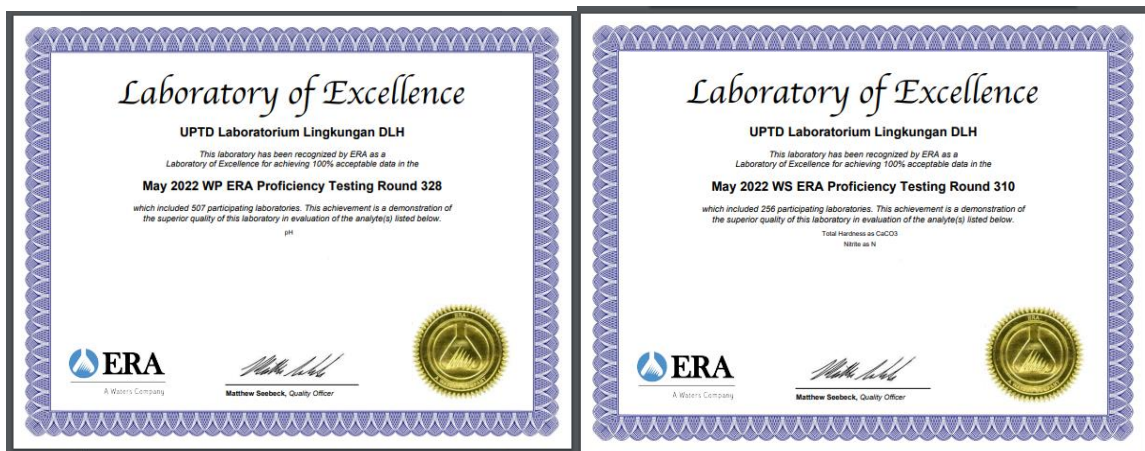 Laboratory of Excellence
UPTD Laboratorium Lingkungan DLH
This laboratory has been recognized by ERA as a
Laboratory of Excellence for achieving 100% acceptable data in the
May 2022 WP ERA Proficiency Testing Round 328
which included 507 participating laboratories. This achievement is a demonstration of
the superior quality of this laboratory in evaluation of the analyte(s) listed below.
pH
ERA
A Waters Company
Matthew Seebeck, Quality Officer
ERA
Laboratory of Excellence
UPTD Laboratorium Lingkungan DLH
This laboratory has been recognized by ERA as a
Laboratory of Excellence for achieving 100% acceptable data in the
May 2022 WS ERA Proficiency Testing Round 310
which included 256 participating laboratories. This achievement is a demonstration of
the superior quality of this laboratory in evaluation of the analyte(s) listed below.
Total Hardness as CaCO3
Nitrite as N
ERA
A Waters Company
Matthew Seebeck, Quality Officer
ERA